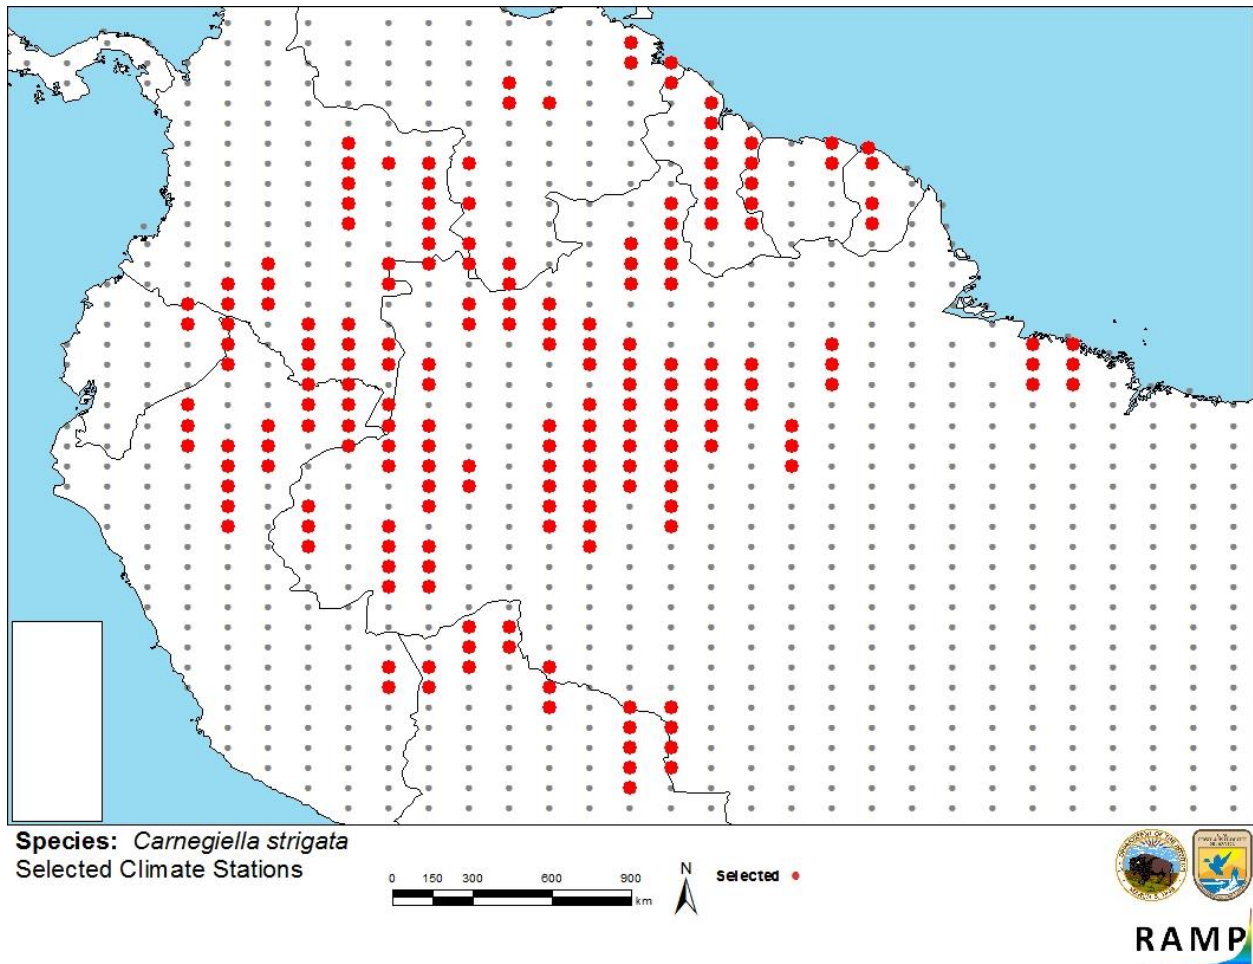 Species: Carnegiella strigata
Selected Climate Stations
0 150 300 600 900
km
N
Selected
RAMP